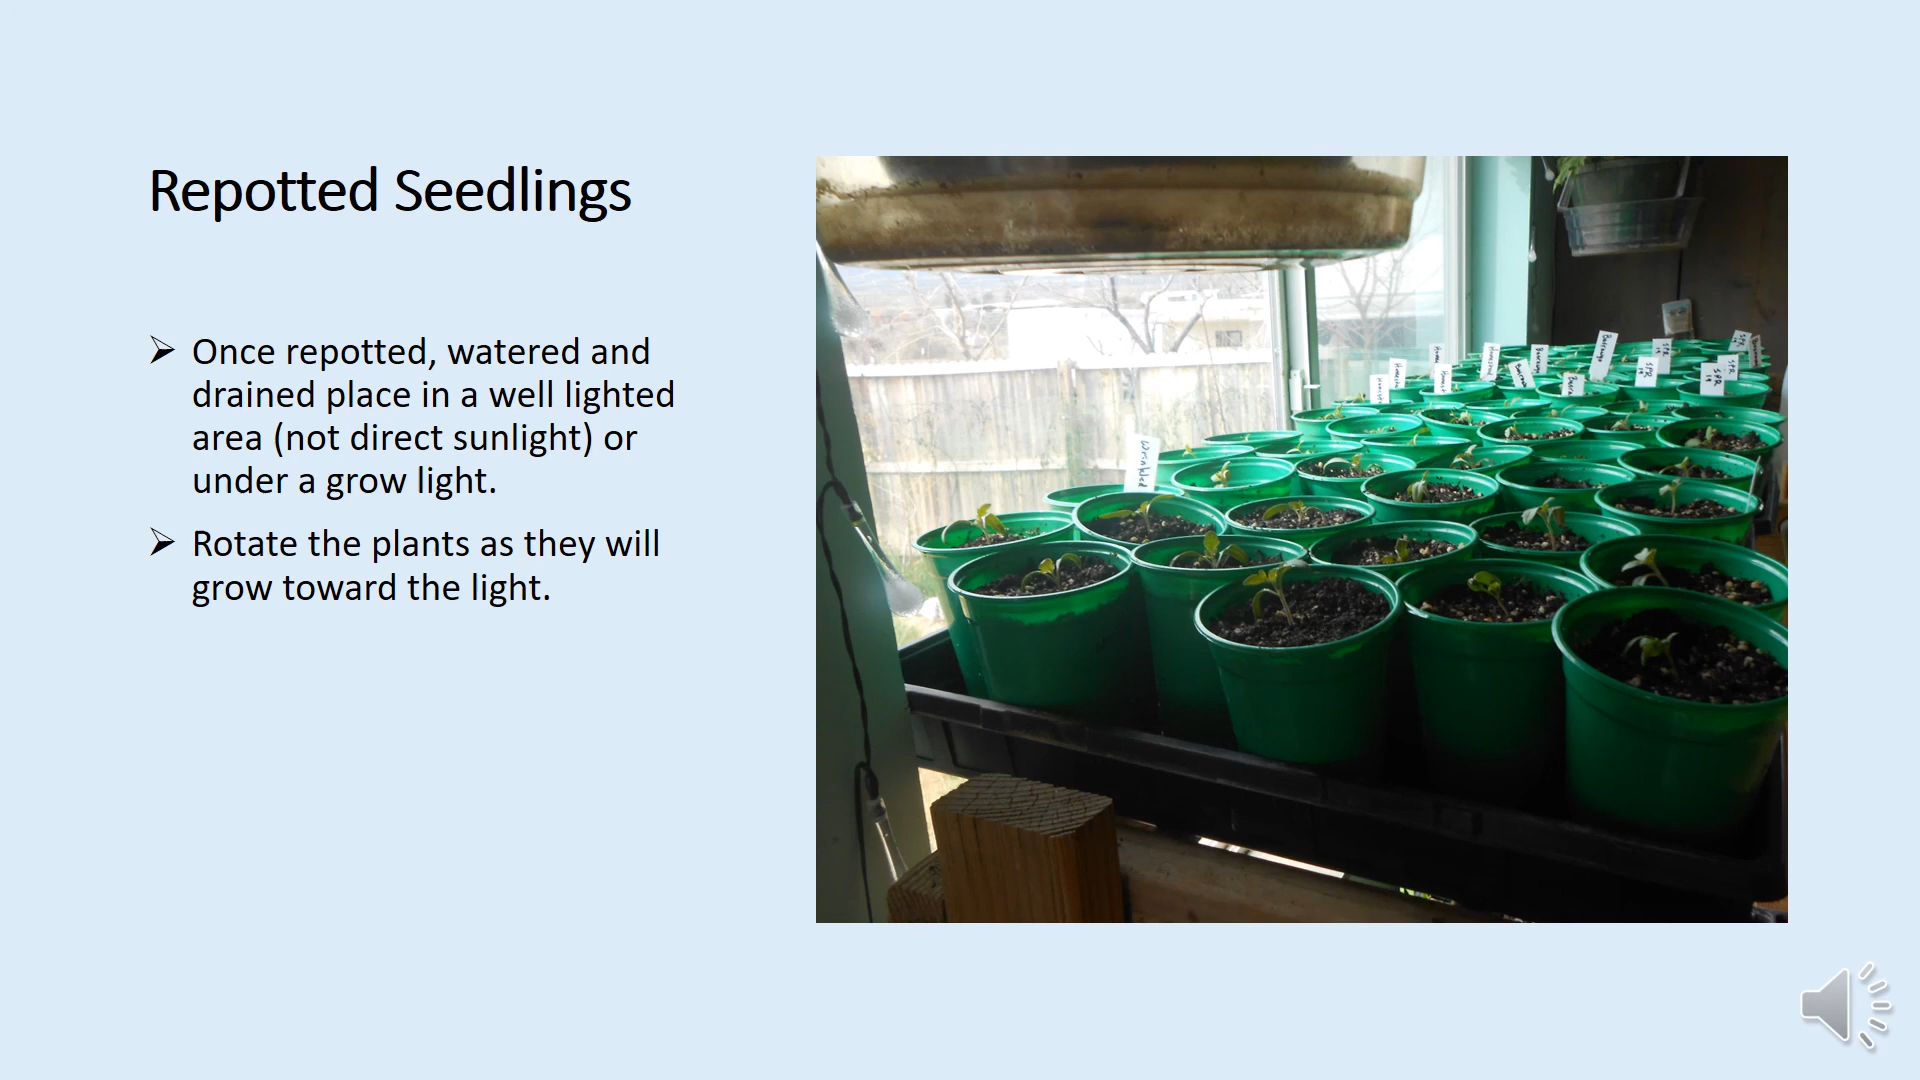 Repotted Seedlings
➢ Once repotted, watered and
drained place in a well lighted
area (not direct sunlight) or
under a grow light.
➢ Rotate the plants as they will
grow toward the light.
Wrinkled